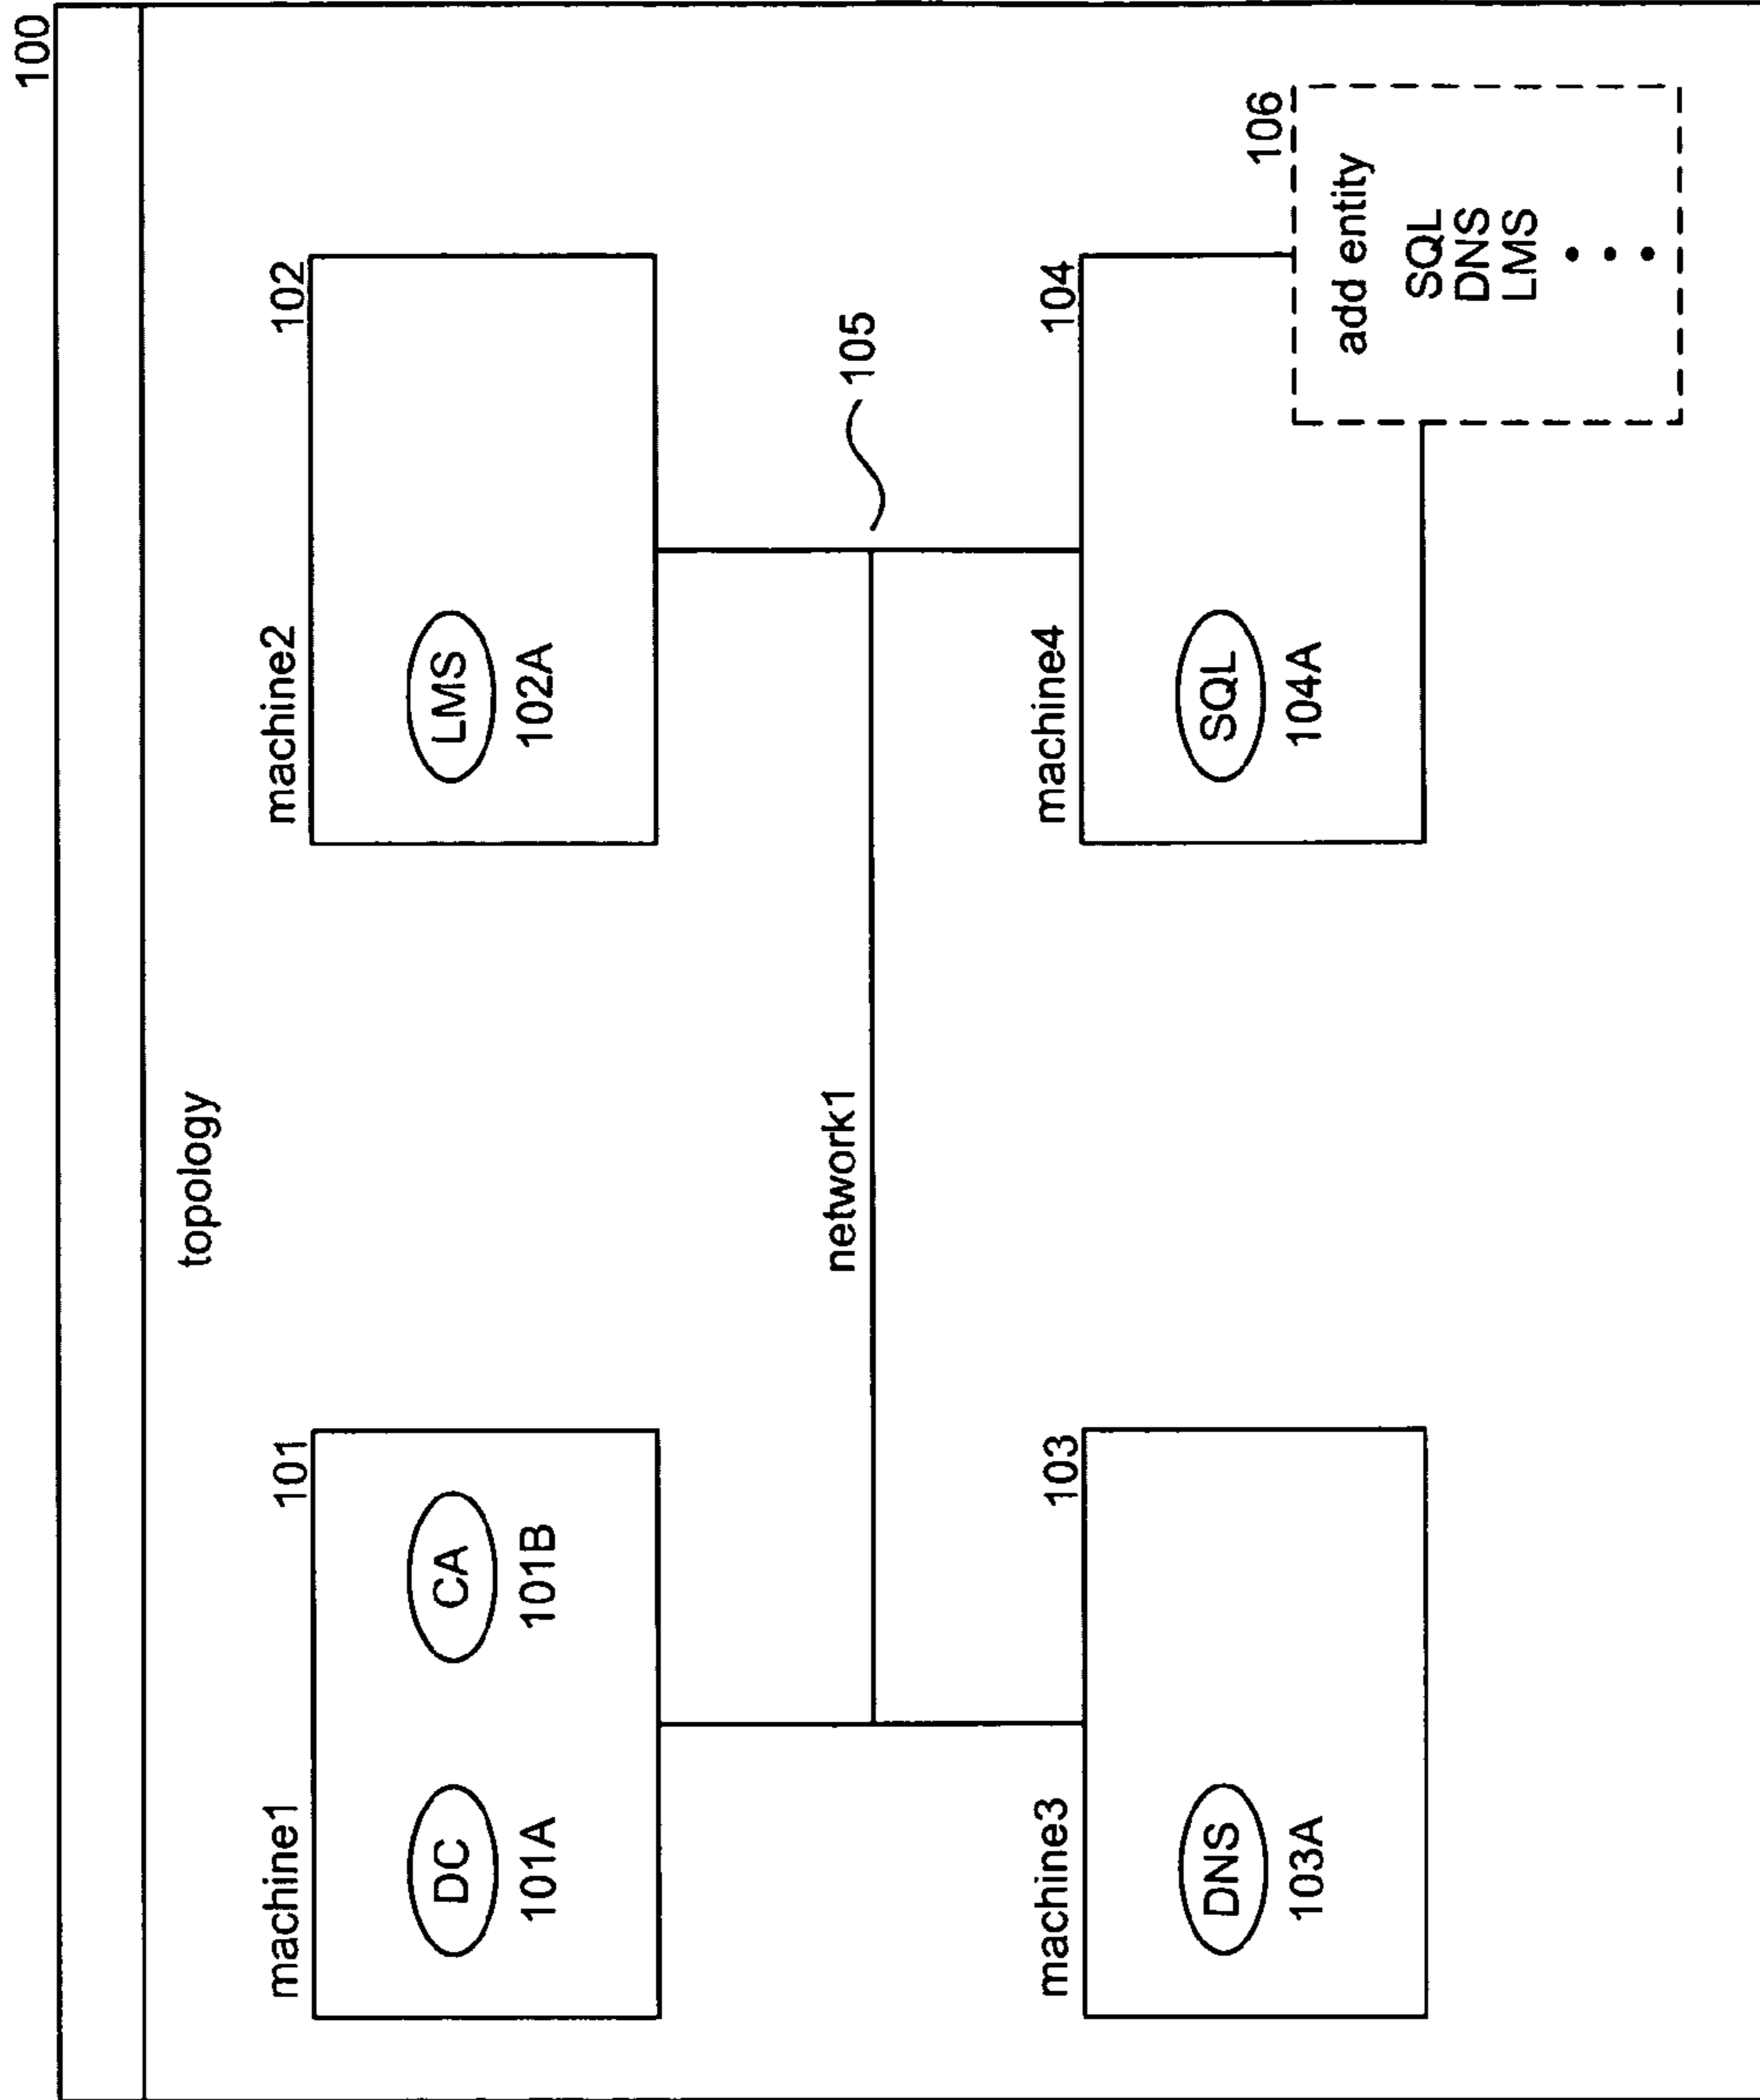 100
topology
machine1
101
DC
CA
101A
101B
machine2
102
LMS
102A
network1
105
machine3
103
DNS
103A
machine4
104
SQL
104A
106
add entity
SQL
DNS
LMS